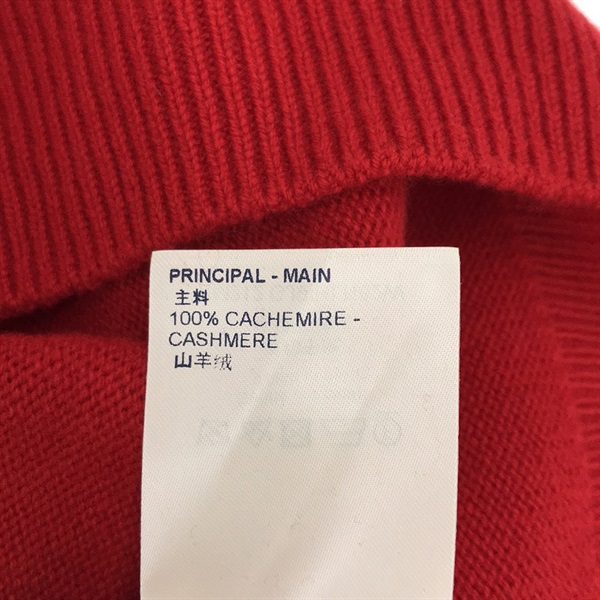 PRINCIPAL - MAIN
主料
100% CACHEMIRE -
CASHMERE
山羊绒